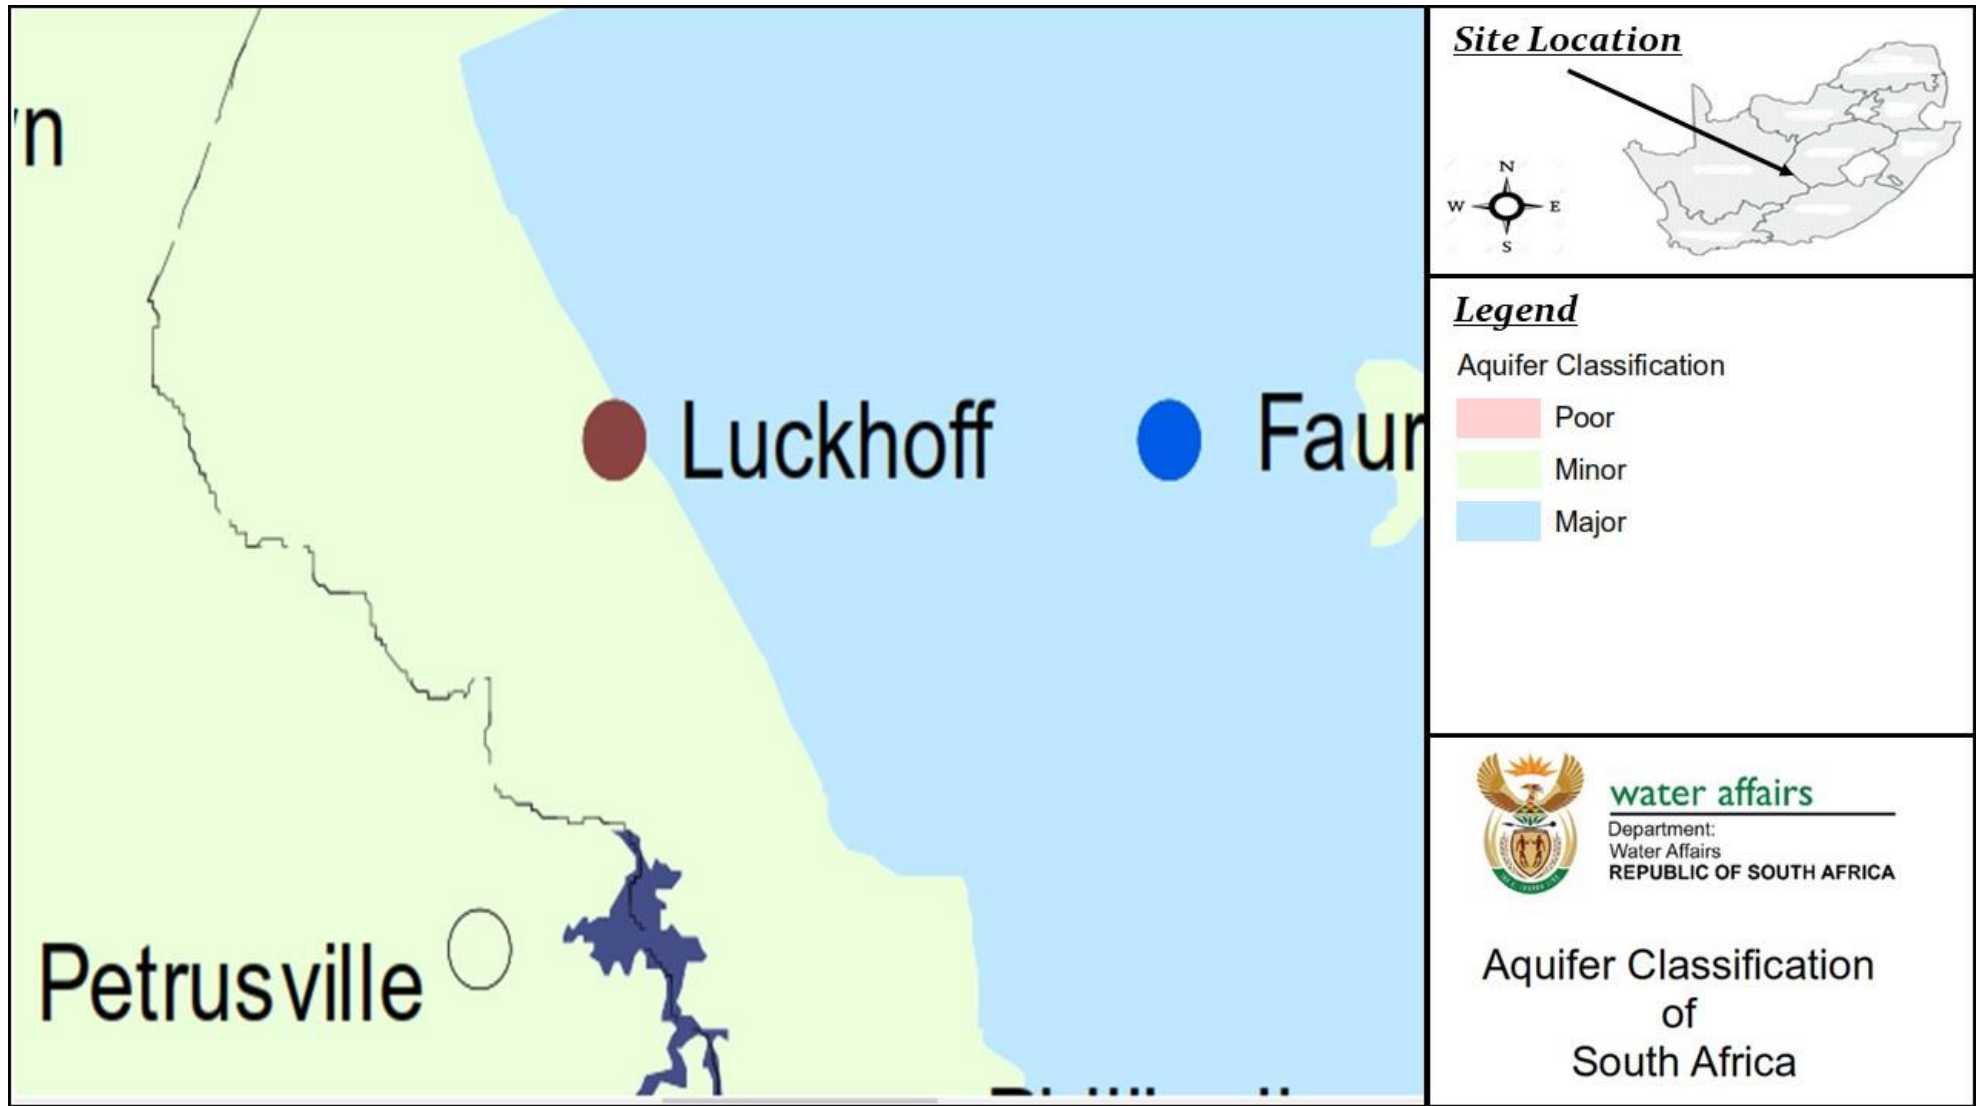 n
Luckhoff
Faur
Petrusville
Site Location
N
W
E
S
Legend
Aquifer Classification
Poor
Minor
Major
water affairs
Department:
Water Affairs
REPUBLIC OF SOUTH AFRICA
Aquifer Classification
of
South Africa